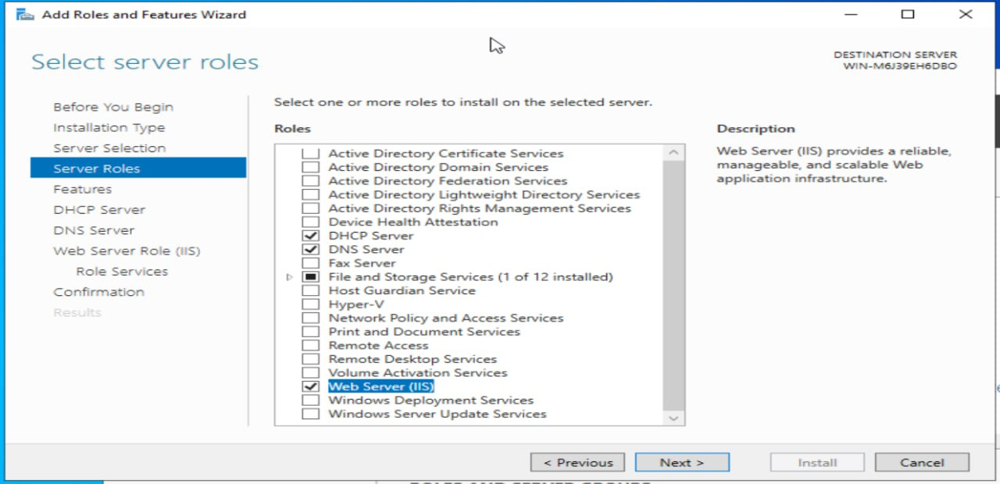 Add Roles and Features Wizard
Select server roles
DESTINATION SERVER
WIN-M6J39EH6DBO
Before You Begin
Installation Type
Server Selection
Server Roles
Features
DHCP Server
DNS Server
Web Server Role (IIS)
Role Services
Confirmation
Results
Select one or more roles to install on the selected server.
Roles
Active Directory Certificate Services
Active Directory Domain Services
Active Directory Federation Services
Active Directory Lightweight Directory Services
Active Directory Rights Management Services
Device Health Attestation
DHCP Server
DNS Server
Fax Server
File and Storage Services (1 of 12 installed)
Host Guardian Service
Hyper-V
Network Policy and Access Services
Print and Document Services
Remote Access
Remote Desktop Services
Volume Activation Services
Web Server (IIS)
Windows Deployment Services
Windows Server Update Services
Description
Web Server (IIS) provides a reliable,
manageable, and scalable Web
application infrastructure.
< Previous
Next >
Install
Cancel
ROLES AND SERVER GROUPS